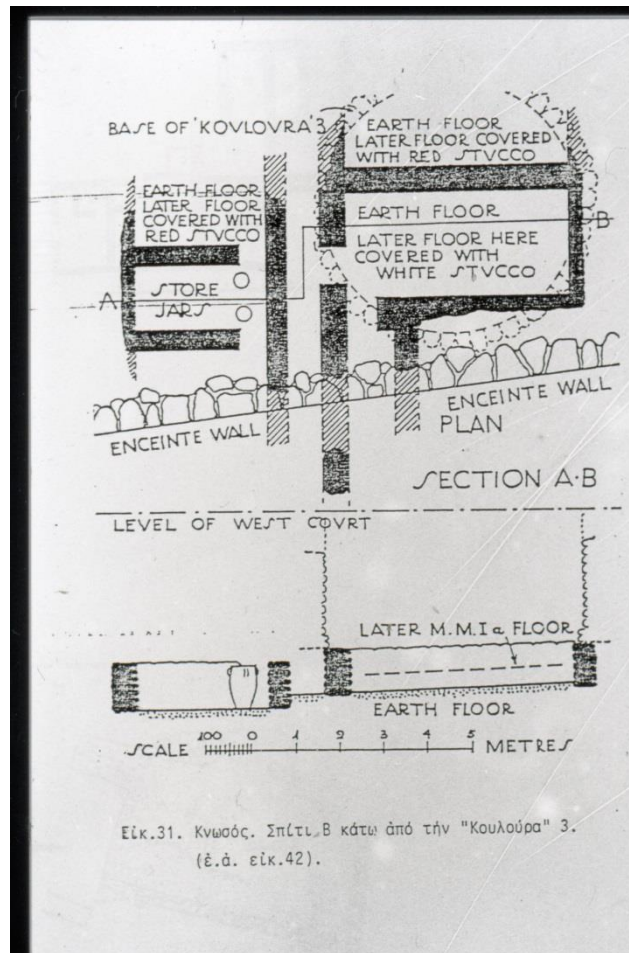 BASE OF 'KOVLOVRA' 3
EARTH FLOOR
LATER FLOOR COVERED
WITH RED STVCCO
EARTH FLOOR
LATER FLOOR
COVERED WITH
RED STVCCO
EARTH FLOOR
LATER FLOOR HERE
COVERED WITH
WHITE STVCCO
A
B
STORE
JARS
ENCEINTE WALL
ENCEINTE WALL
PLAN
SECTION A·B
LEVEL OF WEST COVRT
LATER M.M.I a FLOOR
EARTH FLOOR
SCALE 100 0 1 2 3 4 5 METRES
Εἰκ.31. Κνωσός. Σπίτι Β κάτω ἀπό τήν "Κουλούρα" 3.
(ἐ.ἀ. εἰκ.42).